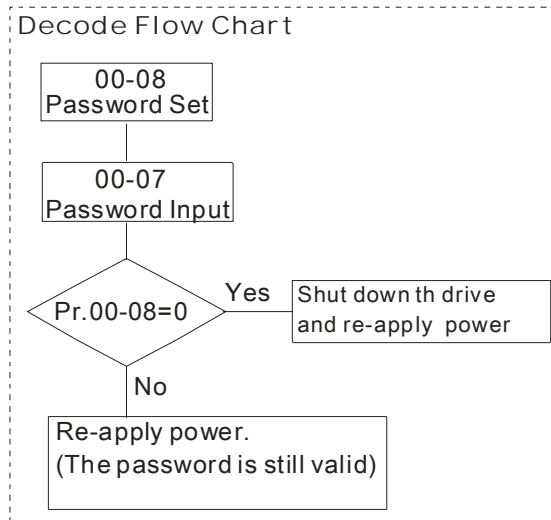 Decode Flow Chart
00-08
Password Set
00-07
Password Input
Pr.00-08=0
Yes
Shut down th drive
and re-apply power
No
Re-apply power.
(The password is still valid)